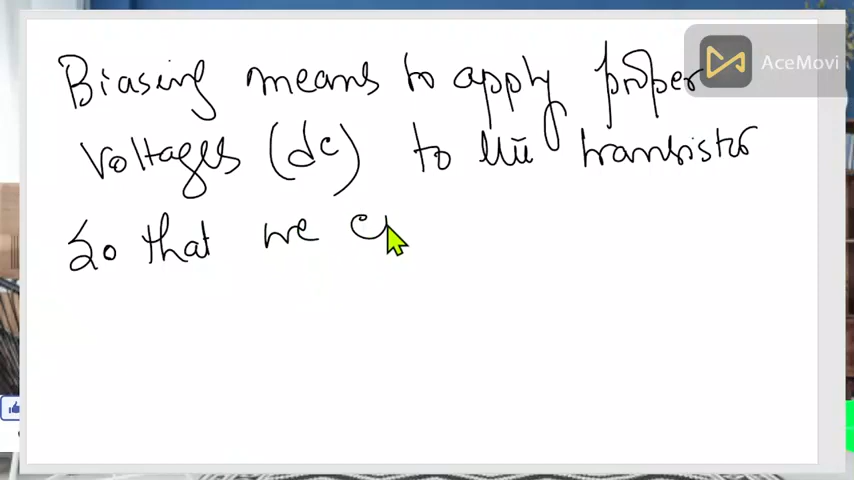 AceMovi
Biasing means to apply proper
Voltages (dc) to the transistor
So that we c